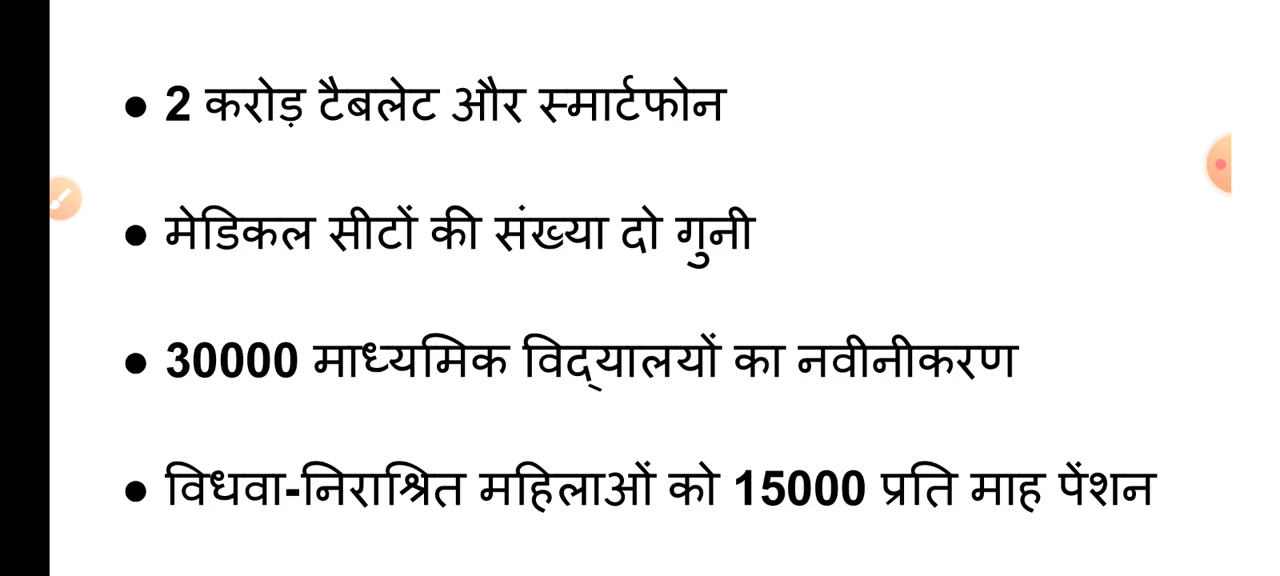 ● 2 करोड़ टैबलेट और स्मार्टफोन
● मेडिकल सीटों की संख्या दो गुनी
● 30000 माध्यमिक विद्यालयों का नवीनीकरण
● विधवा-निराश्रित महिलाओं को 15000 प्रति माह पेंशन